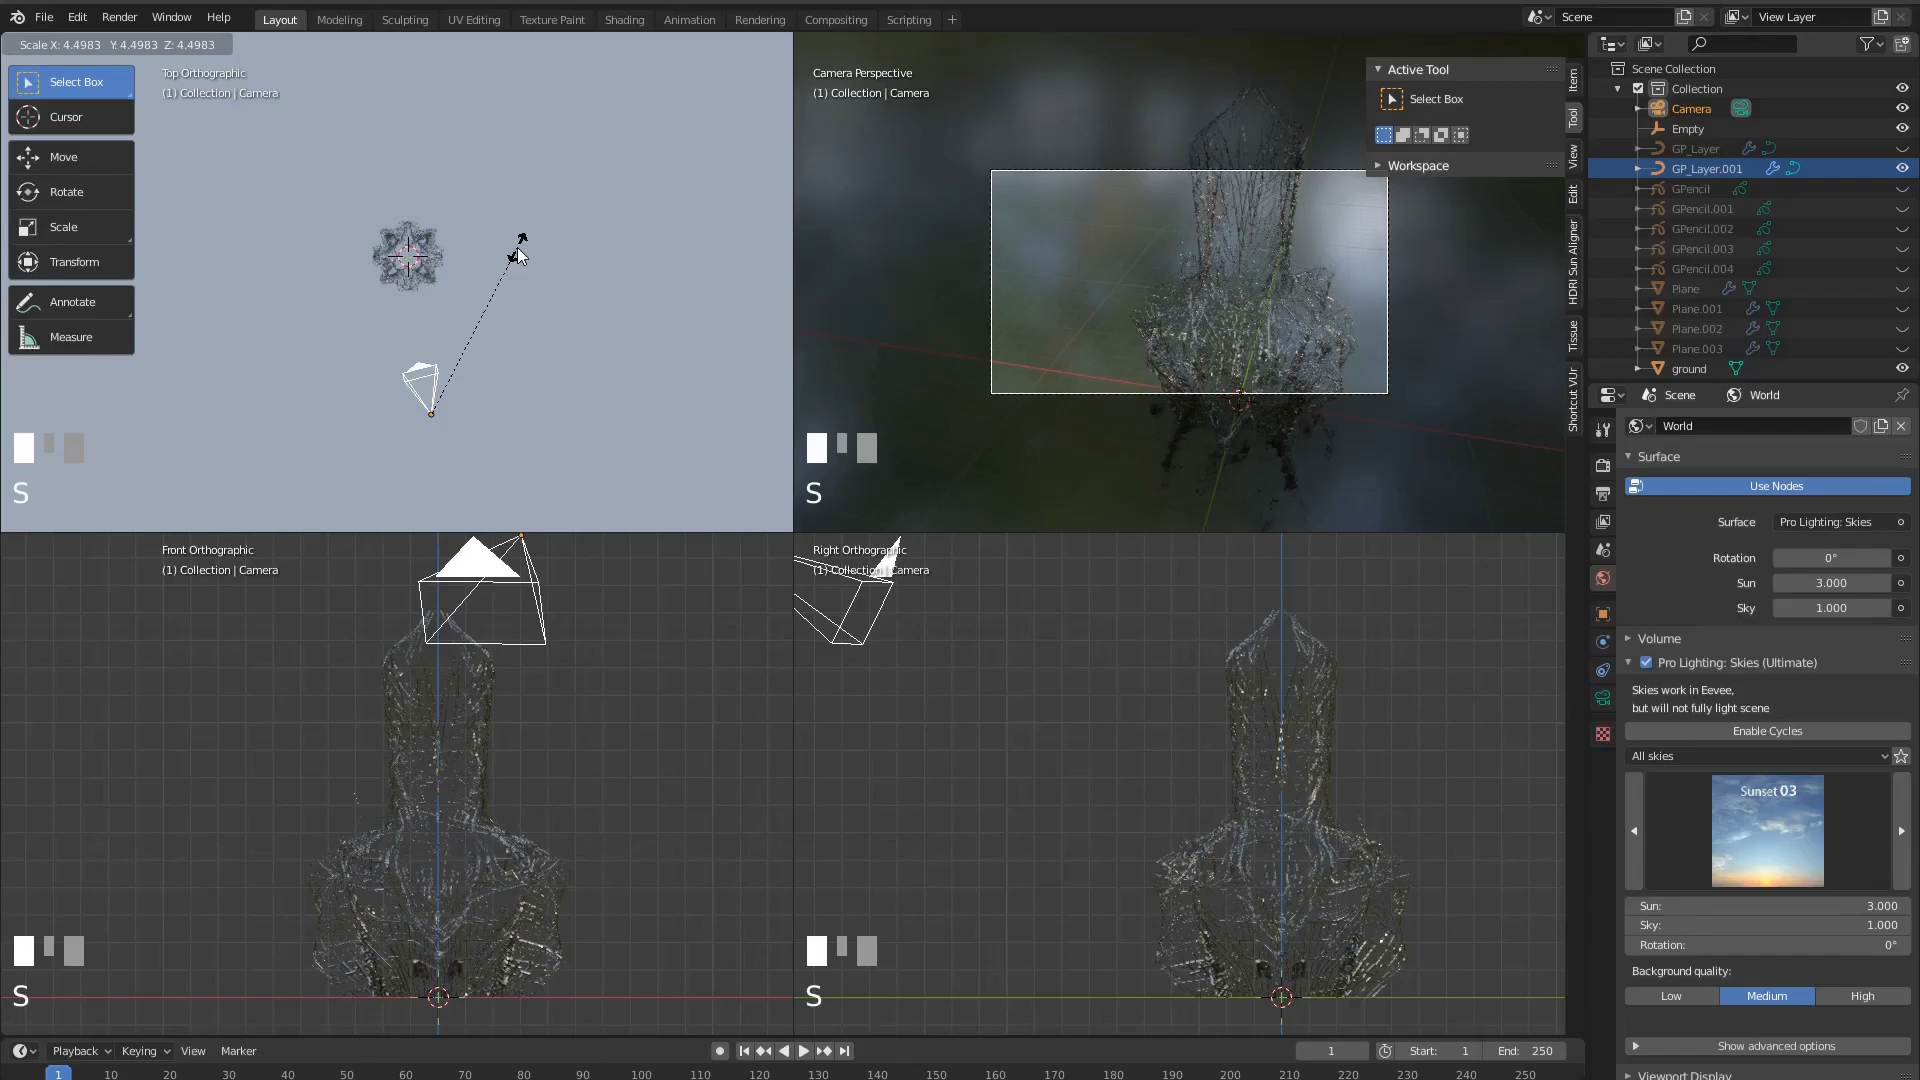 File Edit Render Window Help Layout Modeling Sculpting UV Editing Texture Paint Shading Animation Rendering Compositing Scripting + Scene View Layer
Scale X: 4.4983 Y: 4.4983 Z: 4.4983
Select Box
Cursor
Move
Rotate
Scale
Transform
Annotate
Measure
Top Orthographic
(1) Collection | Camera
S
Camera Perspective
(1) Collection | Camera
S
Active Tool
Select Box
Workspace
Item
Tool
View
Edit
HDRI Sun Aligner
Tissue
Shortcut VUr
Front Orthographic
(1) Collection | Camera
S
Right Orthographic
(1) Collection | Camera
S
Scene Collection
Collection
Camera
Empty
GP_Layer
GP_Layer.001
GPencil
GPencil.001
GPencil.002
GPencil.003
GPencil.004
Plane
Plane.001
Plane.002
Plane.003
ground
Scene World
World
Surface
Use Nodes
Surface Pro Lighting: Skies
Rotation 0°
Sun 3.000
Sky 1.000
Volume
Pro Lighting: Skies (Ultimate)
Skies work in Eevee,
but will not fully light scene
Enable Cycles
All skies
Sunset 03
Sun: 3.000
Sky: 1.000
Rotation: 0°
Background quality:
Low Medium High
Show advanced options
Viewport Display
Playback Keying View Marker 1 Start: 1 End: 250
1 10 20 30 40 50 60 70 80 90 100 110 120 130 140 150 160 170 180 190 200 210 220 230 240 250